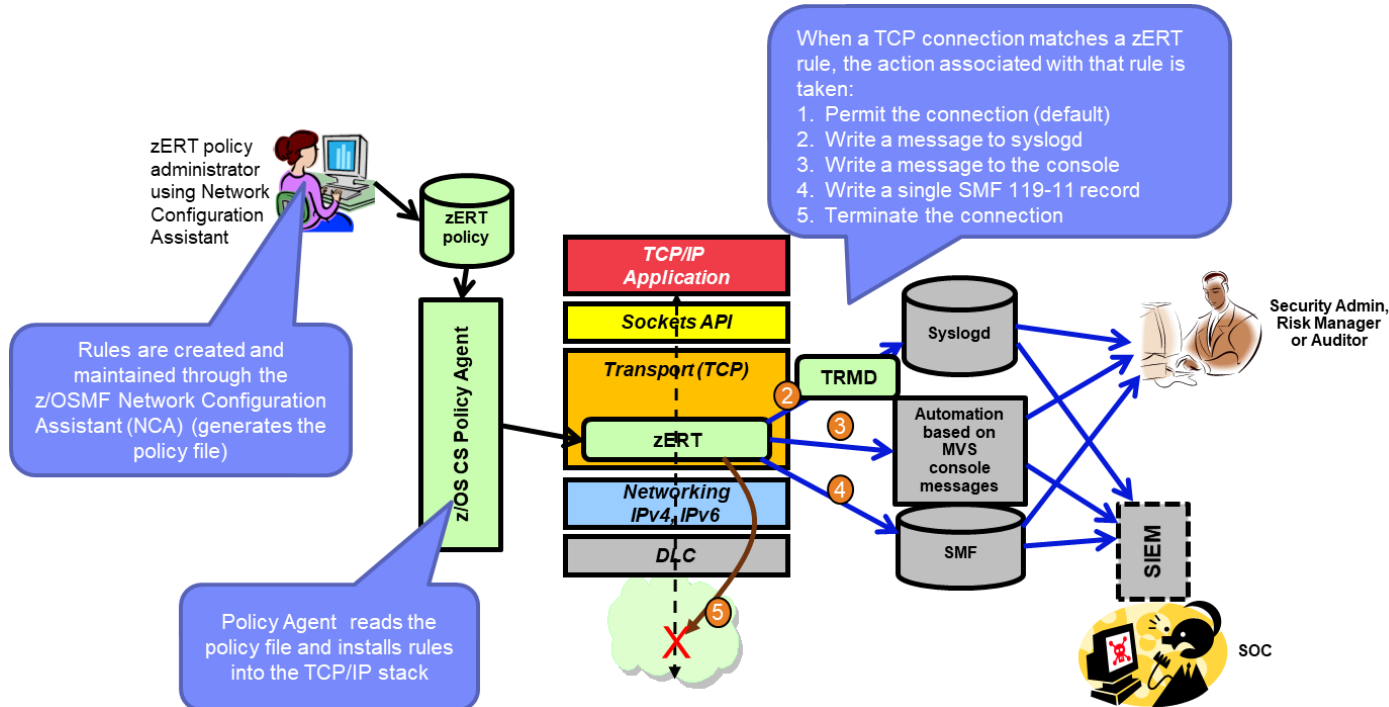 zERT policy
administrator
using Network
Configuration
Assistant
zERT
policy
When a TCP connection matches a zERT
rule, the action associated with that rule is
taken:
1. Permit the connection (default)
2. Write a message to syslogd
3. Write a message to the console
4. Write a single SMF 119-11 record
5. Terminate the connection
Rules are created and
maintained through the
z/OSMF Network Configuration
Assistant (NCA) (generates the
policy file)
z/OS CS Policy Agent
Policy Agent reads the
policy file and installs rules
into the TCP/IP stack
TCP/IP
Application
Sockets API
Transport (TCP)
zERT
Networking
IPv4, IPv6
DLC
5
X
2
TRMD
3
4
Syslogd
Automation
based on
MVS
console
messages
SMF
Security Admin,
Risk Manager
or Auditor
SIEM
SOC